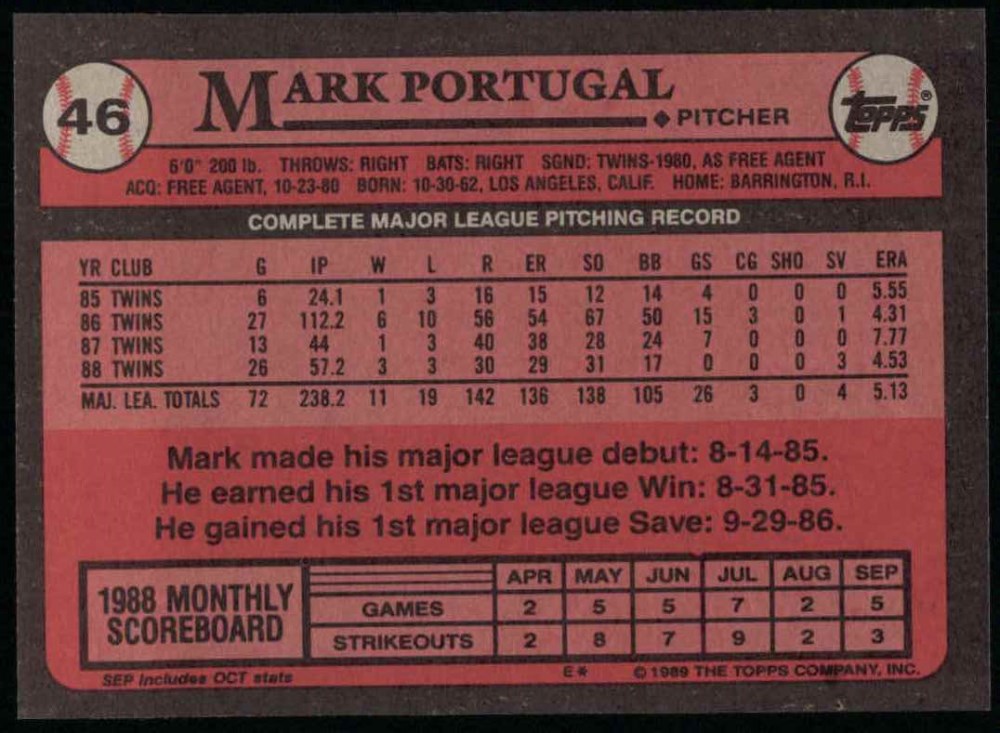 46
MARK PORTUGAL
◆ PITCHER
TOPPS®
6'0" 200 lb. THROWS: RIGHT BATS: RIGHT SGND: TWINS-1980, AS FREE AGENT
ACQ: FREE AGENT, 10-23-80 BORN: 10-30-62, LOS ANGELES, CALIF. HOME: BARRINGTON, R.I.
COMPLETE MAJOR LEAGUE PITCHING RECORD
YR CLUB G IP W L R ER SO BB GS CG SHO SV ERA
85 TWINS 6 24.1 1 3 16 15 12 14 4 0 0 0 5.55
86 TWINS 27 112.2 6 10 56 54 67 50 15 3 0 1 4.31
87 TWINS 13 44 1 3 40 38 28 24 7 0 0 0 7.77
88 TWINS 26 57.2 3 3 30 29 31 17 0 0 0 3 4.53
MAJ. LEA. TOTALS 72 238.2 11 19 142 136 138 105 26 3 0 4 5.13
Mark made his major league debut: 8-14-85.
He earned his 1st major league Win: 8-31-85.
He gained his 1st major league Save: 9-29-86.
1988 MONTHLY
SCOREBOARD
APR MAY JUN JUL AUG SEP
GAMES 2 5 5 7 2 5
STRIKEOUTS 2 8 7 9 2 3
SEP Includes OCT stats
E* © 1989 THE TOPPS COMPANY, INC.